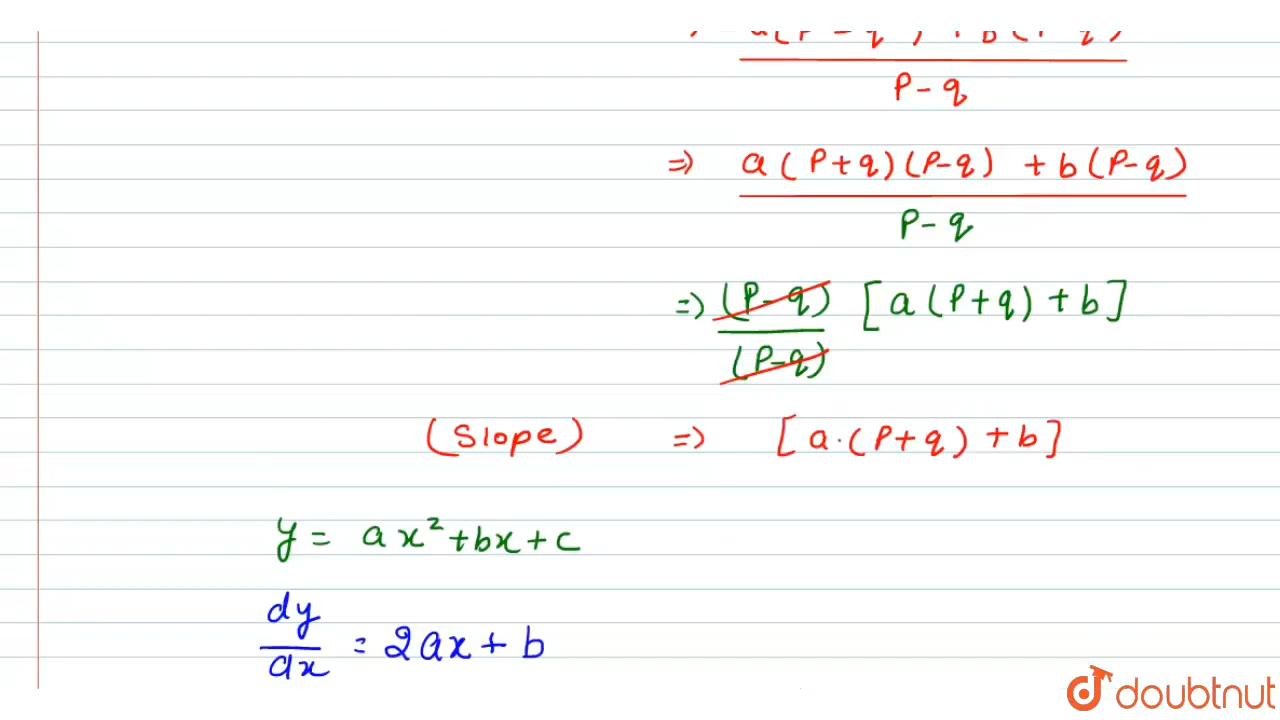 P - q
⇒ a (P + q) (P - q) + b (P - q)
P - q
⇒ (P - q) [a (P + q) + b]
(P - q)
(Slope) ⇒ [a . (P + q) + b]
y = ax² + bx + c
dy
dx = 2ax + b
doubtnut